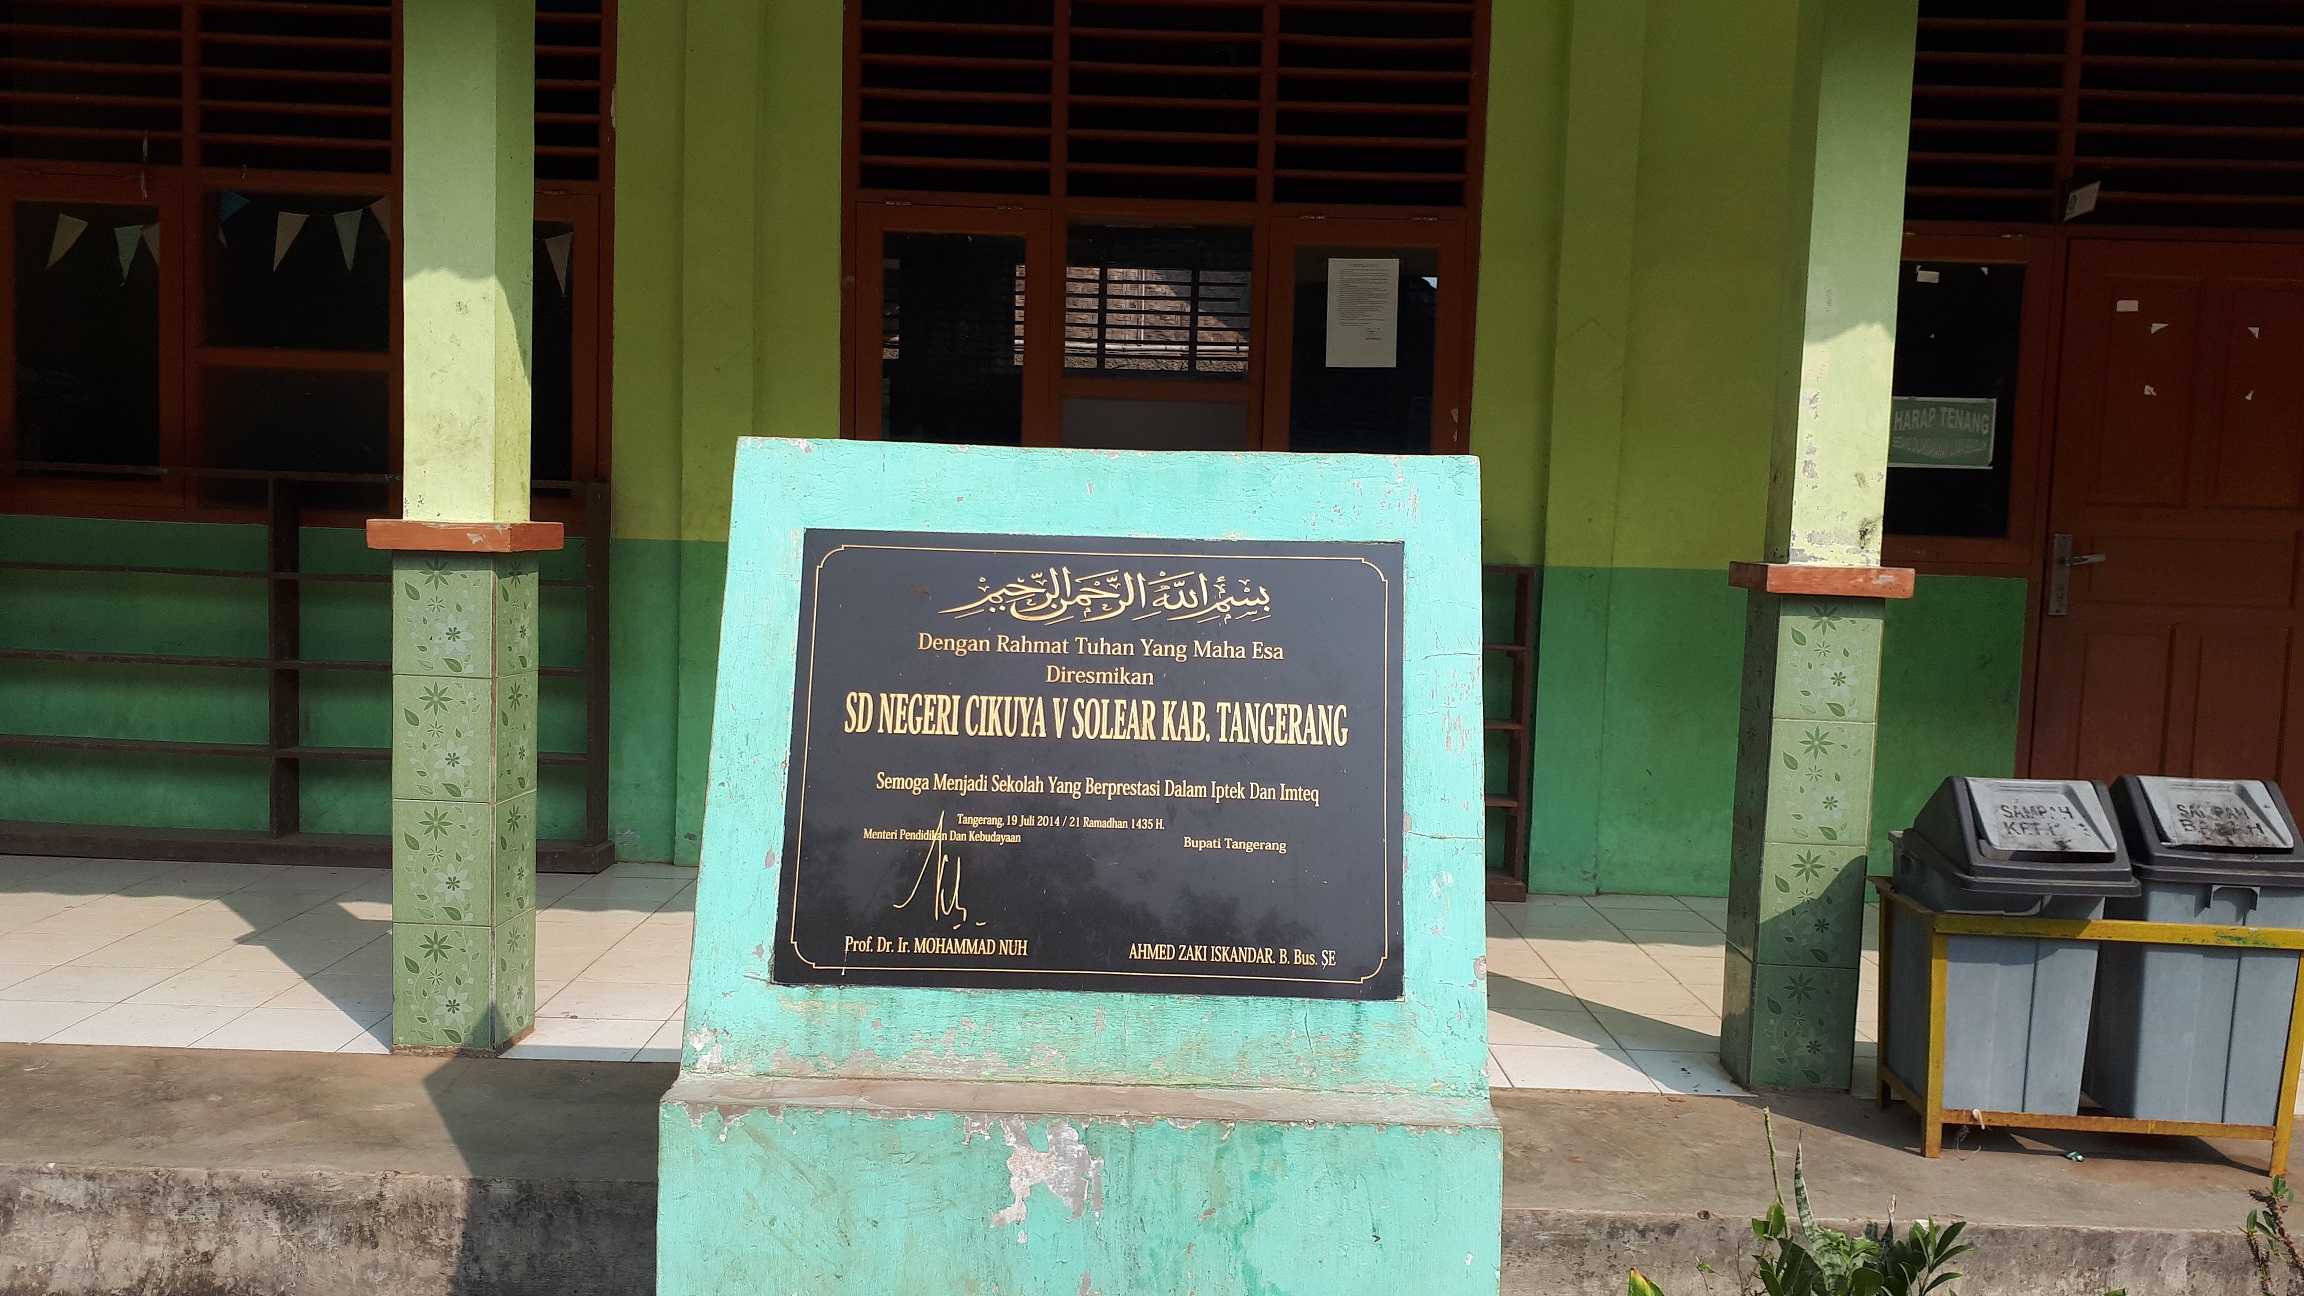 بِسْمِ اللَّهِ الرَّحْمَنِ الرَّحِيمِ
Dengan Rahmat Tuhan Yang Maha Esa
Diresmikan
SD NEGERI CIKUYA V SOLEAR KAB. TANGERANG
Semoga Menjadi Sekolah Yang Berprestasi Dalam Iptek Dan Imteq
Tangerang, 19 Juli 2014 / 21 Ramadhan 1435 H.
Menteri Pendidikan Dan Kebudayaan
Bupati Tangerang
Prof. Dr. Ir. MOHAMMAD NUH
AHMED ZAKI ISKANDAR. B. Bus. SE
HARAP TENANG
SAMPAH
SAMPAH